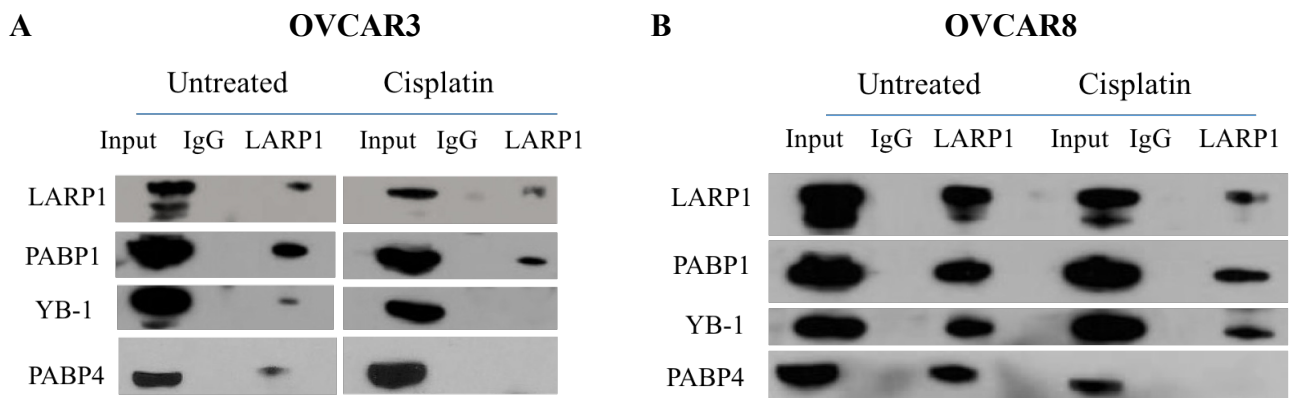 A OVCAR3
Untreated Cisplatin
Input IgG LARP1 Input IgG LARP1
LARP1
PABP1
YB-1
PABP4
B OVCAR8
Untreated Cisplatin
Input IgG LARP1 Input IgG LARP1
LARP1
PABP1
YB-1
PABP4